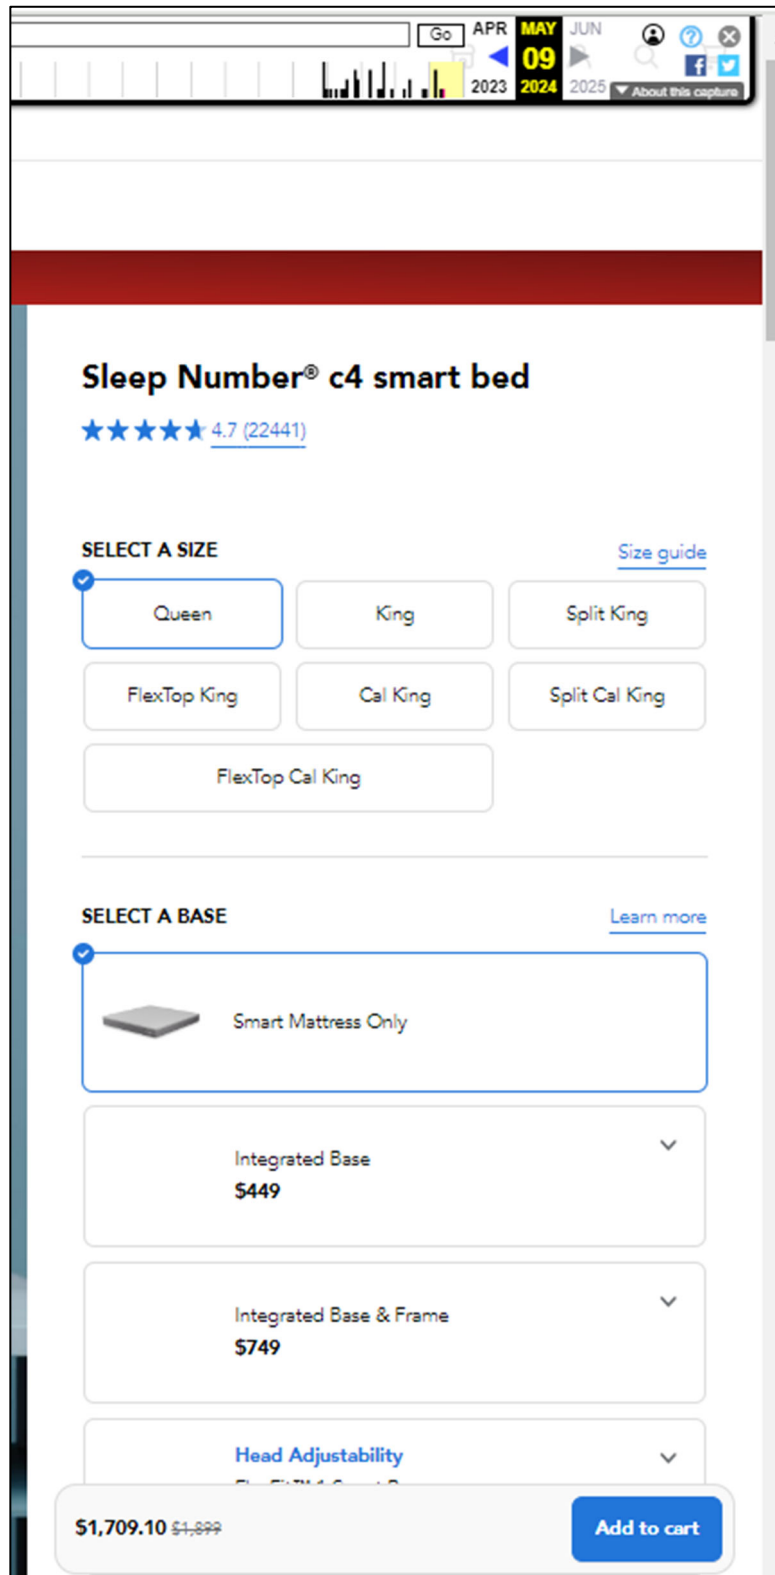 Go APR MAY JUN
09
2023 2024 2025 About this capture
Sleep Number® c4 smart bed
4.7 (22441)
SELECT A SIZE Size guide
Queen King Split King
FlexTop King Cal King Split Cal King
FlexTop Cal King
SELECT A BASE Learn more
Smart Mattress Only
Integrated Base
$449
Integrated Base & Frame
$749
Head Adjustability
$1,709.10 $1,899 Add to cart